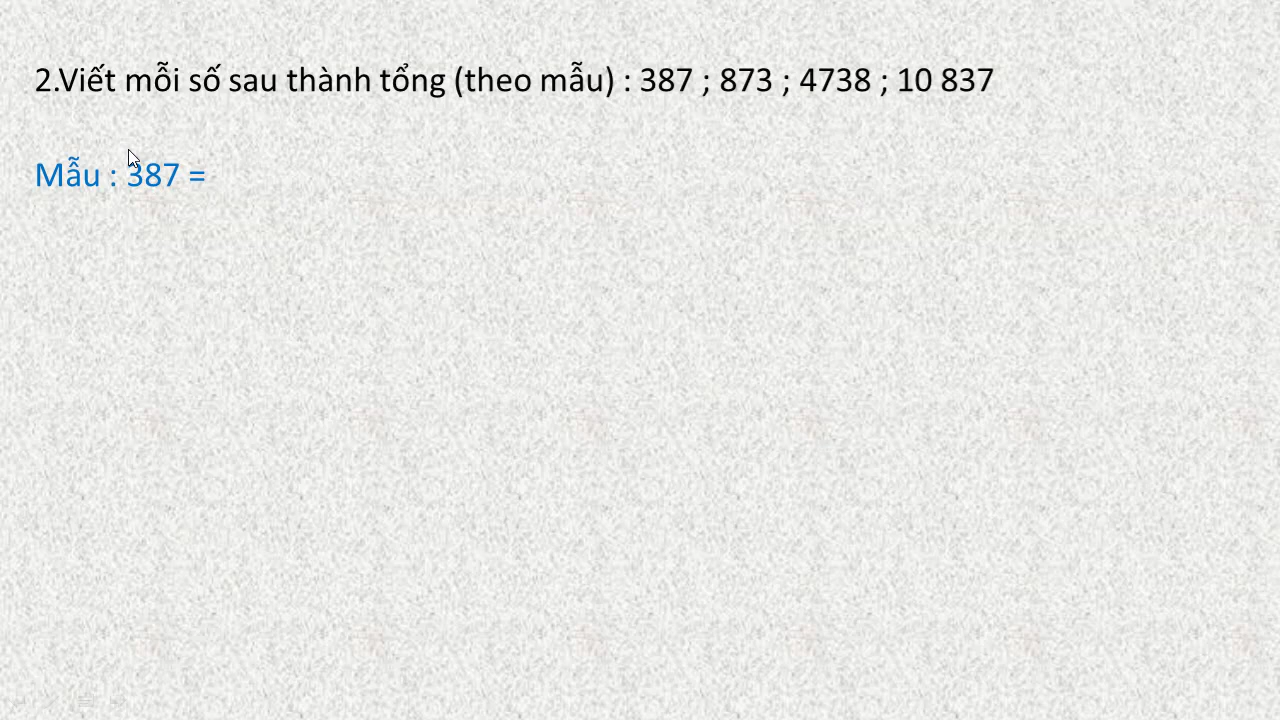 2.Viết mỗi số sau thành tổng (theo mẫu) : 387 ; 873 ; 4738 ; 10 837
Mẫu : 387 =